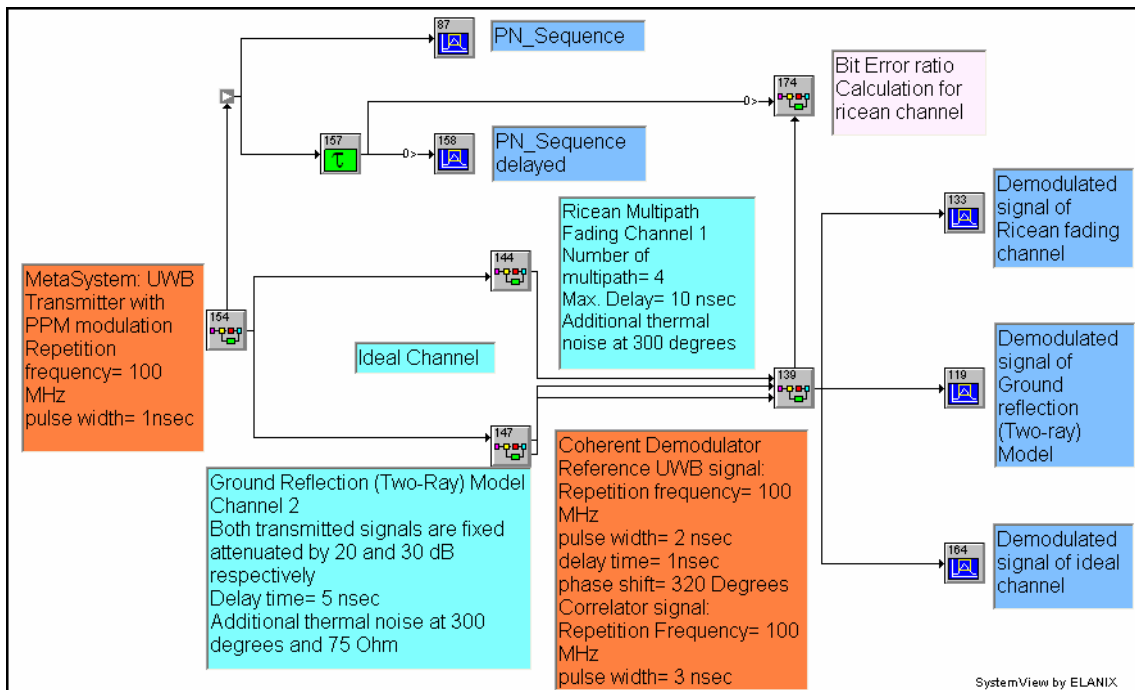 87
PN_Sequence
174
Bit Error ratio
Calculation for
ricean channel
0>
157
τ
0>
158
PN_Sequence
delayed
133
Demodulated
signal of
Ricean fading
channel
Ricean Multipath
Fading Channel 1
Number of
multipath= 4
Max. Delay= 10 nsec
Additional thermal
noise at 300 degrees
144
MetaSystem: UWB
Transmitter with
PPM modulation
Repetition
frequency= 100
MHz
pulse width= 1nsec
154
Ideal Channel
139
119
Demodulated
signal of
Ground
reflection
(Two-ray)
Model
147
Ground Reflection (Two-Ray) Model
Channel 2
Both transmitted signals are fixed
attenuated by 20 and 30 dB
respectively
Delay time= 5 nsec
Additional thermal noise at 300
degrees and 75 Ohm
Coherent Demodulator
Reference UWB signal:
Repetition frequency= 100
MHz
pulse width= 2 nsec
delay time= 1nsec
phase shift= 320 Degrees
Correlator signal:
Repetition Frequency= 100
MHz
pulse width= 3 nsec
164
Demodulated
signal of ideal
channel
SystemView by ELANIX